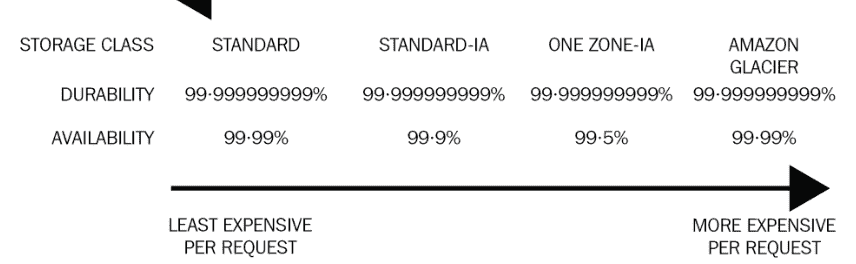 STORAGE CLASS STANDARD STANDARD-IA ONE ZONE-IA AMAZON
GLACIER
DURABILITY 99·999999999% 99·999999999% 99·999999999% 99·999999999%
AVAILABILITY 99·99% 99·9% 99·5% 99·99%
LEAST EXPENSIVE MORE EXPENSIVE
PER REQUEST PER REQUEST